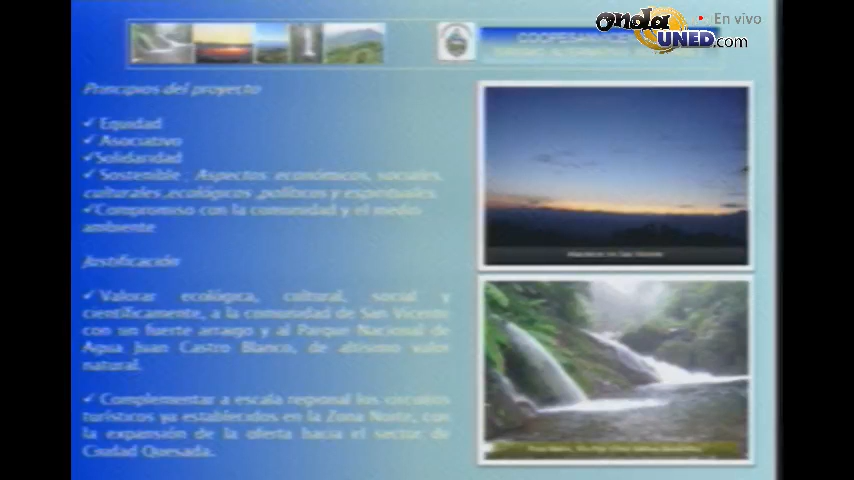 onda UNED.com
En vivo
Principios del proyecto
✓ Equidad
✓ Asociativo
✓Solidaridad
✓ Sostenible : Aspectos económicos, sociales,
culturales ,ecológicos ,políticos y espirituales.
✓Compromiso con la comunidad y el medio
ambiente
Justificación
✓ Valorar ecológica, cultural, social y
científicamente, a la comunidad de San Vicente
con un fuerte arraigo y al Parque Nacional de
Agua Juan Castro Blanco, de altísimo valor
natural.
✓ Complementar a escala regional los circuitos
turísticos ya establecidos en la Zona Norte, con
la expansión de la oferta hacia el sector de
Ciudad Quesada.